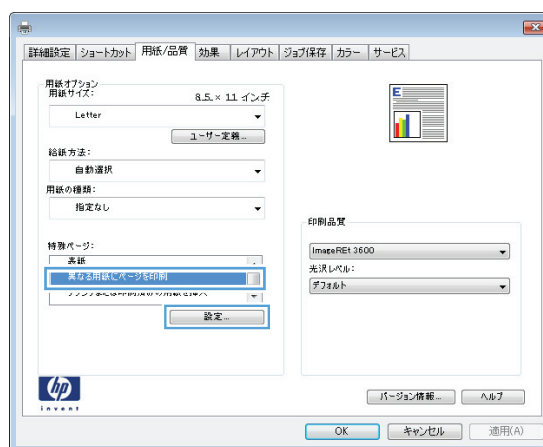 詳細設定 ショートカット 用紙/品質 効果 レイアウト ジョブ保存 カラー サービス
用紙オプション
用紙サイズ: 8.5 × 11 インチ
Letter
ユーザー定義...
給紙方法:
自動選択
用紙の種類:
指定なし
特殊ページ:
表紙
異なる用紙にページを印刷
設定...
E
印刷品質
ImageREt 3600
光沢レベル:
デフォルト
hp
invent
バージョン情報... ヘルプ
OK キャンセル 適用(A)